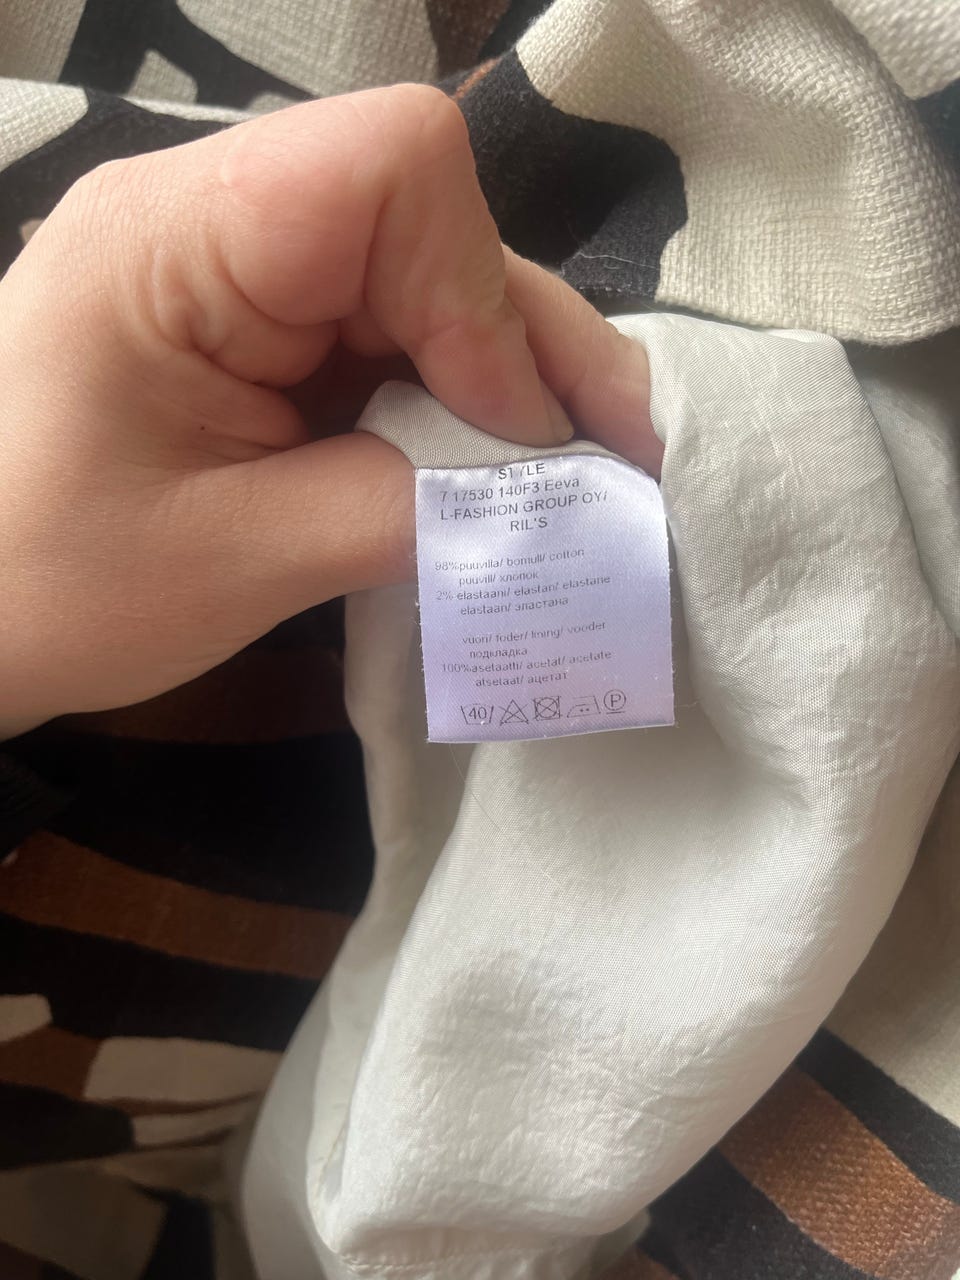 STYLE
7 17530 140F3 Eeva
L-FASHION GROUP OY/
RIL'S
98%puuvilla/ bomull/ cotton
puuvill/ хлопок
2% elastaani/ elastan/ elastane
elastaan/ эластана
vuori/ foder/ lining/ vooder
подкладка
100%asetaatti/ acetat/ acetate
atsetaat/ ацетат
40 P